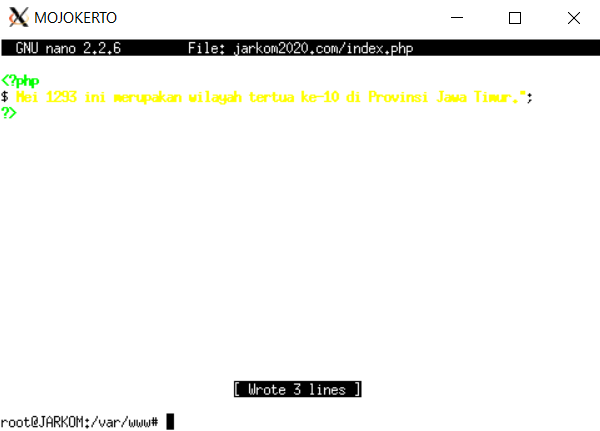 MOJOKERTO
GNU nano 2.2.6 File: jarkom2020.com/index.php
<?php
$ Mei 1293 ini merupakan wilayah tertua ke-10 di Provinsi Jawa Timur.";
?>
[ Wrote 3 lines ]
root@JARKOM:/var/www#